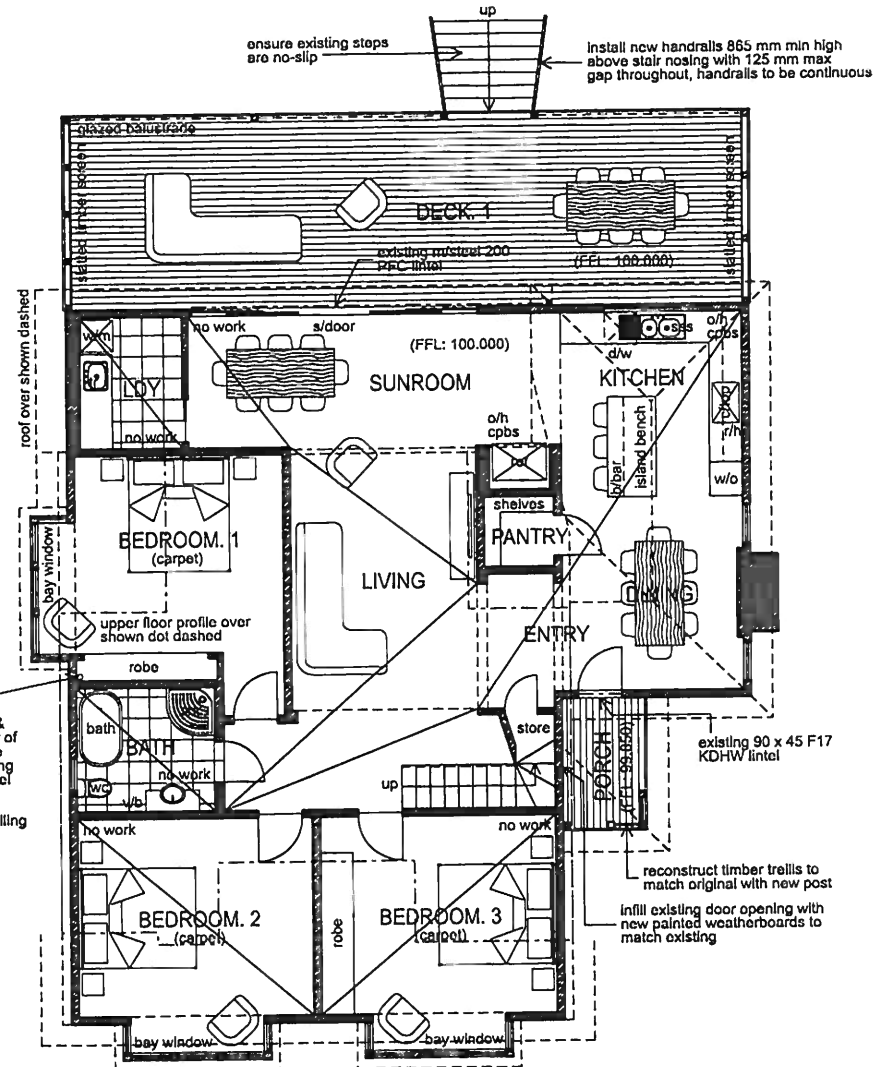 up
ensure existing steps
are no-slip
install new handrails 865 mm min high
above stair nosing with 125 mm max
gap throughout, handrails to be continuous
glazed balustrade
slatted timber screen
slatted timber screen
DECK. 1
existing m/steel 200
PFC lintel
(FFL: 100.000)
roof over shown dashed
no work
s/door
(FFL: 100.000)
sss
o/h
cpbs
w/m
d/w
LDY
SUNROOM
KITCHEN
no work
o/h
cpbs
r/h
b/bar
island bench
w/o
shelves
PANTRY
BEDROOM. 1
(carpet)
bay window
LIVING
DINING
upper floor profile over
shown dot dashed
ENTRY
robe
&
of
bath
BATH
no work
wc
v/b
store
up
PORCH
(FFL: 99.850)
existing 90 x 45 F17
KDHW lintel
no work
no work
reconstruct timber trellis to
match original with new post
infill existing door opening with
new painted weatherboards to
match existing
BEDROOM. 2
(carpet)
robe
BEDROOM. 3
(carpet)
bay window
bay window